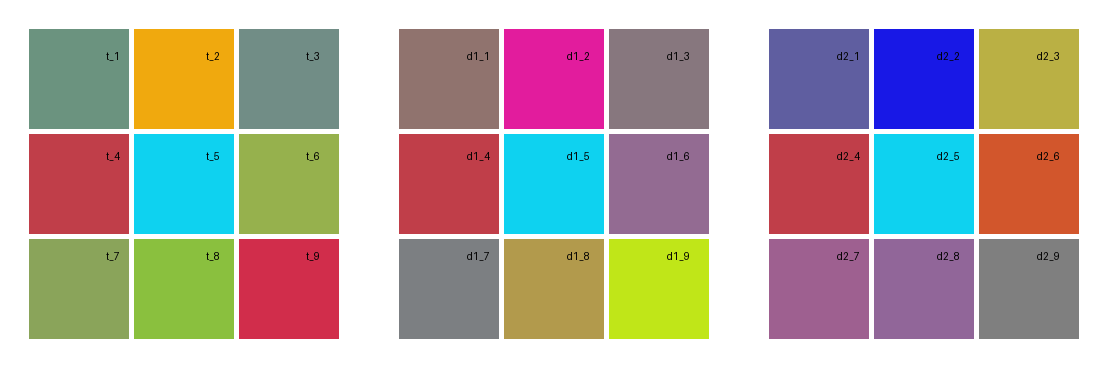 t_1 t_2 t_3 d1_1 d1_2 d1_3 d2_1 d2_2 d2_3
t_4 t_5 t_6 d1_4 d1_5 d1_6 d2_4 d2_5 d2_6
t_7 t_8 t_9 d1_7 d1_8 d1_9 d2_7 d2_8 d2_9